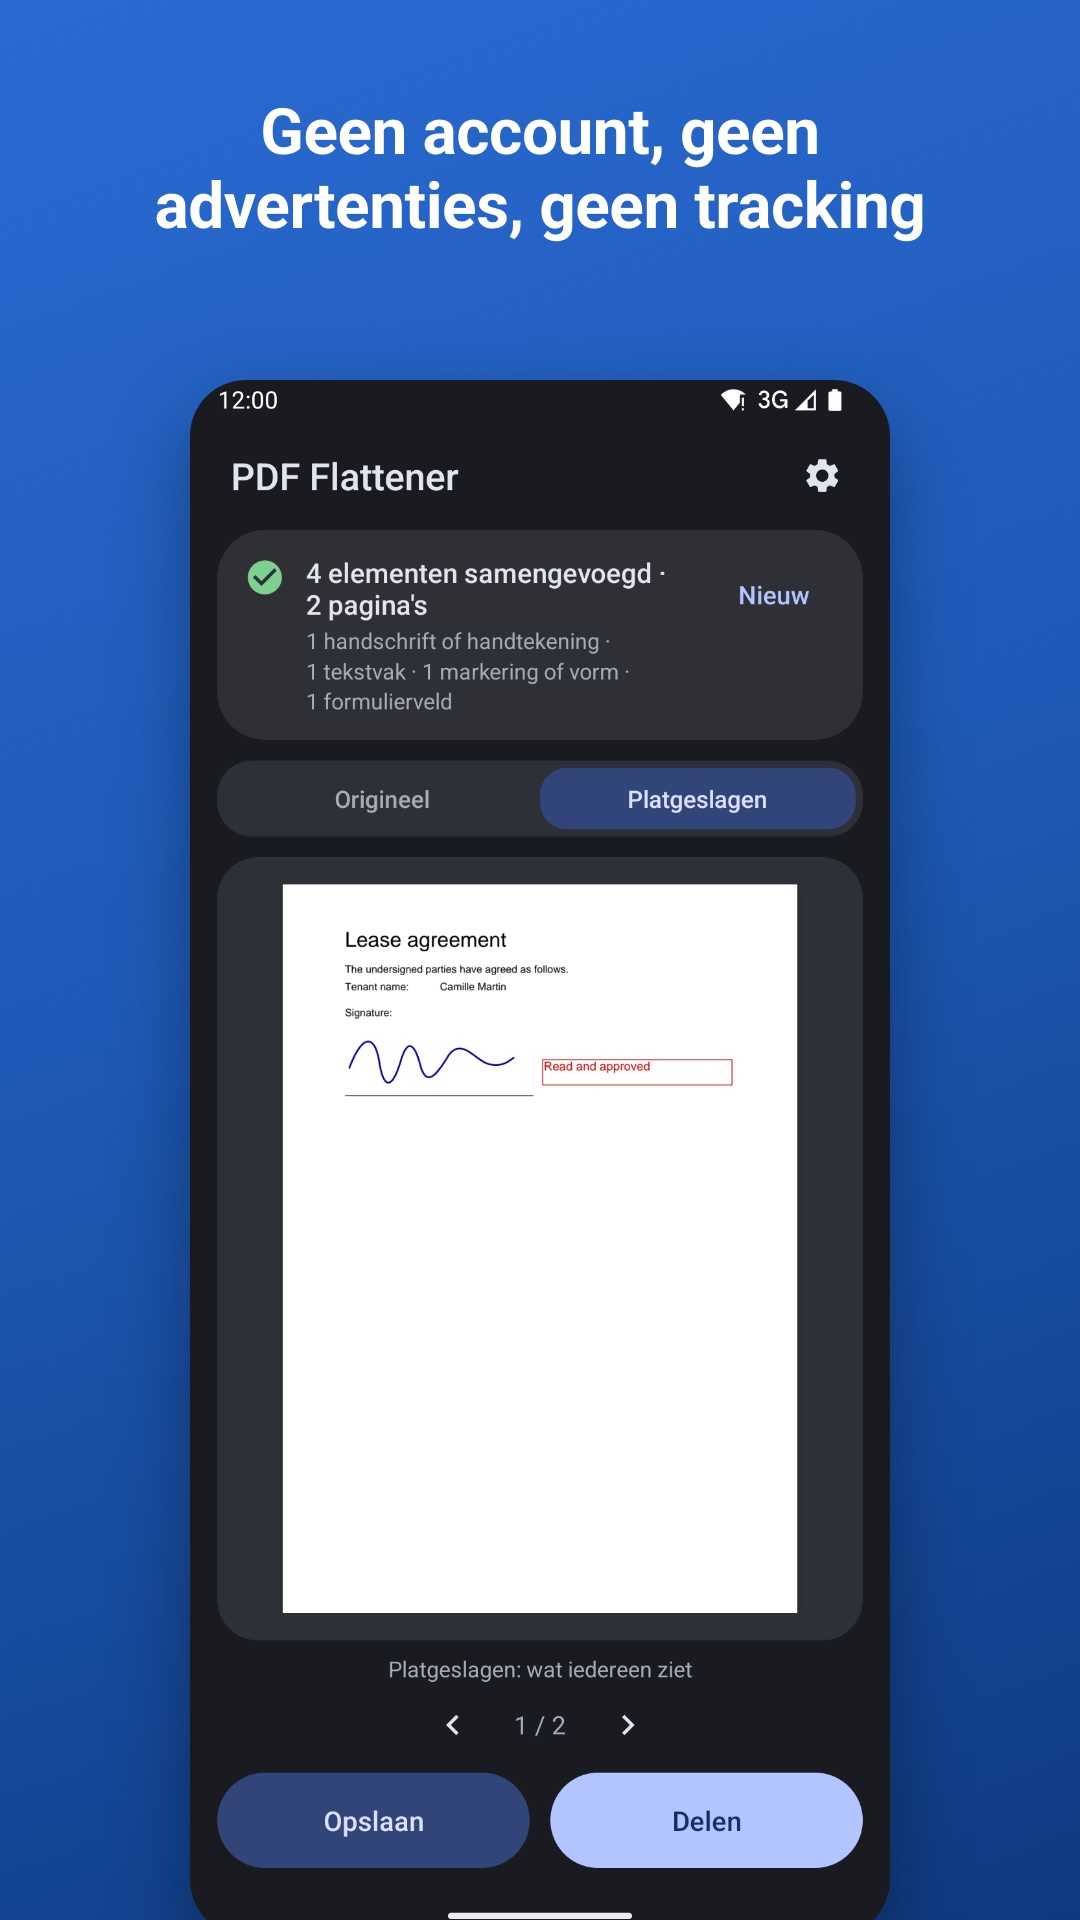 Geen account, geen
advertenties, geen tracking
12:00
3G
PDF Flattener
4 elementen samengevoegd ·
2 pagina's
Nieuw
1 handschrift of handtekening ·
1 tekstvak · 1 markering of vorm ·
1 formulierveld
Origineel
Platgeslagen
Lease agreement
The undersigned parties have agreed as follows.
Tenant name: Camille Martin
Signature:
Read and approved
Platgeslagen: wat iedereen ziet
1 / 2
Opslaan
Delen